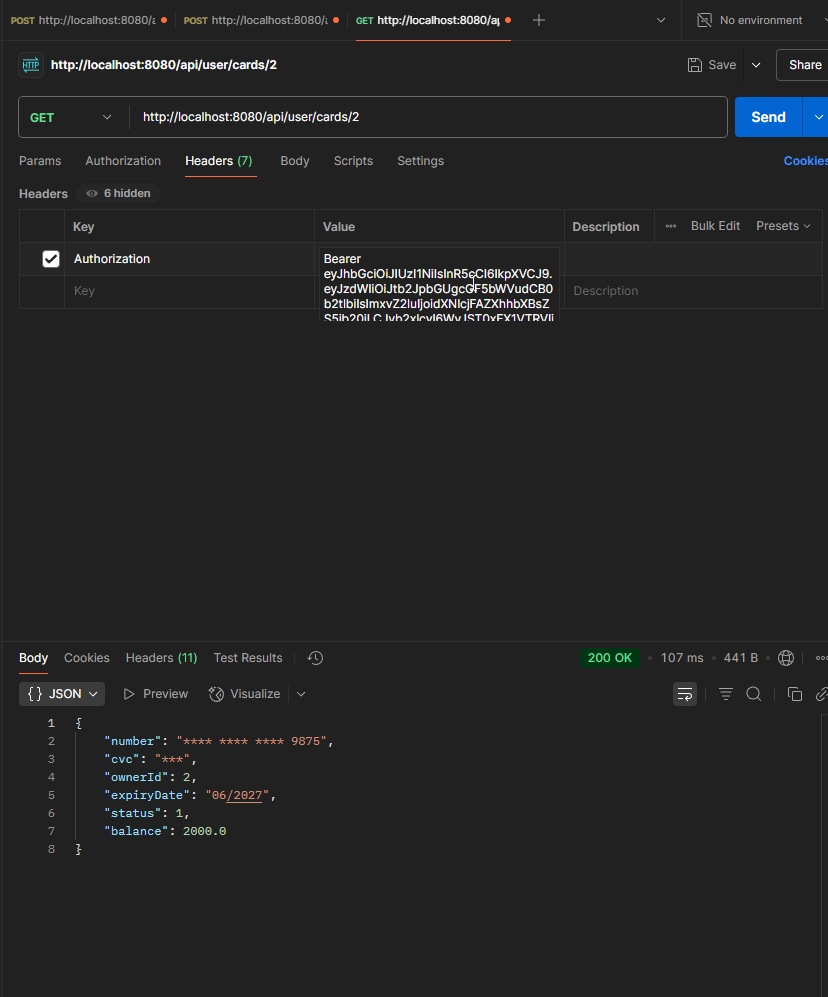 POST http://localhost:8080/a POST http://localhost:8080/a GET http://localhost:8080/ap No environment
HTTP http://localhost:8080/api/user/cards/2 Save Share
GET http://localhost:8080/api/user/cards/2 Send
Params Authorization Headers (7) Body Scripts Settings Cookies
Headers 6 hidden
Key Value Description Bulk Edit Presets
Authorization Bearer
eyJhbGciOiJIUzI1NiIsInR5cCI6IkpXVCJ9.
eyJzdWIiOiJtb2JpbGUgcGF5bWVudCB0
b2tlbiIsImxvZ2luIjoidXNlcjFAZXhhbXBsZ
Key Description
Body Cookies Headers (11) Test Results 200 OK • 107 ms • 441 B •
{} JSON Preview Visualize
1 {
2 "number": "**** **** **** 9875",
3 "cvc": "***",
4 "ownerId": 2,
5 "expiryDate": "06/2027",
6 "status": 1,
7 "balance": 2000.0
8 }